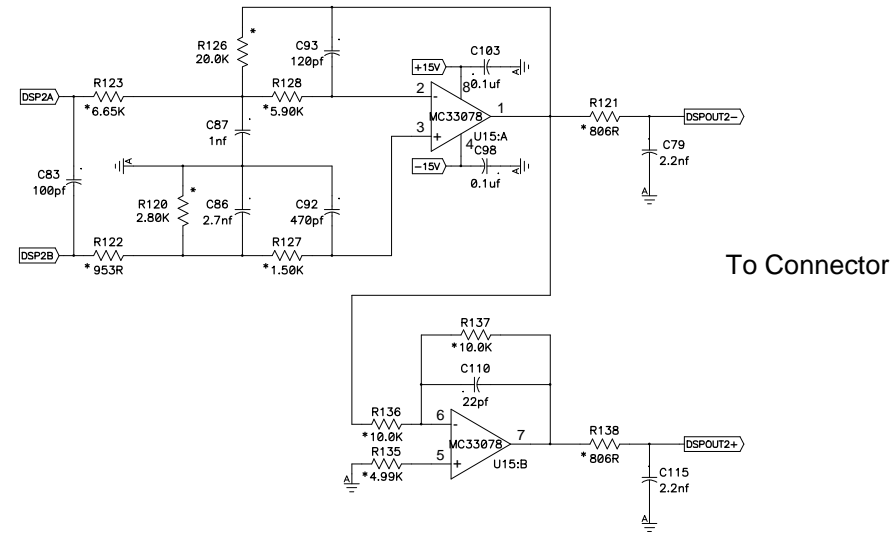 R126
20.0K
*
C93
120pf
C103
0.1uf
+15V
A
R123
*6.65K
R128
*5.90K
DSP2A
2
-
8
1
MC33078
3
+
U15:A
4
R121
*806R
DSPOUT2-
C79
2.2nf
A
C87
1nf
A
-15V
C98
0.1uf
A
C83
100pf
R120
2.80K
*
C86
2.7nf
C92
470pf
DSP2B
R122
*953R
R127
*1.50K
To Connector
R137
*10.0K
C110
22pf
R136
*10.0K
6
-
7
MC33078
5
+
U15:B
R135
*4.99K
A
R138
*806R
DSPOUT2+
C115
2.2nf
A